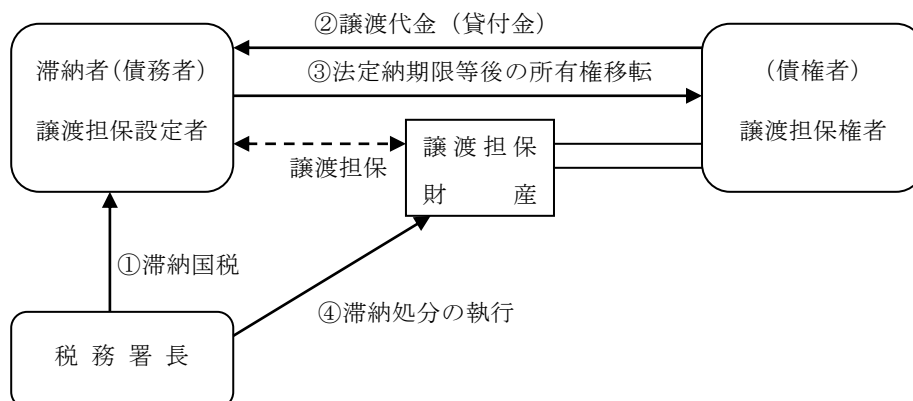 ②譲渡代金（貸付金）
滞納者（債務者）
譲渡担保設定者
③法定納期限等後の所有権移転
（債権者）
譲渡担保権者
譲渡担保
譲渡担保
財産
①滞納国税
④滞納処分の執行
税務署長